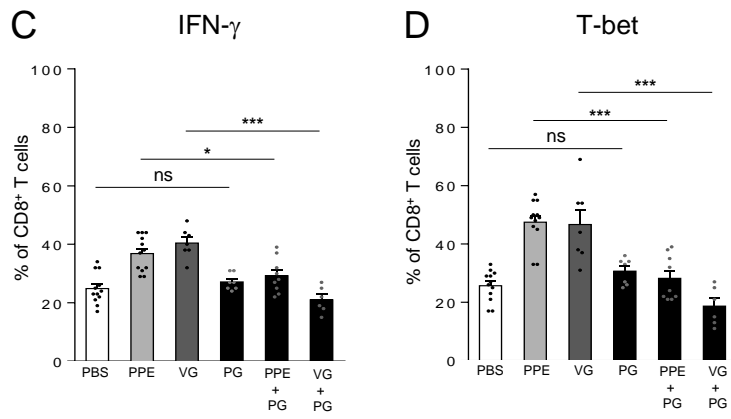 C
IFN-γ
% of CD8⁺ T cells
100
80
60
40
20
0
ns
*
***
PBS
PPE
VG
PG
PPE
+
PG
VG
+
PG
D
T-bet
% of CD8⁺ T cells
100
80
60
40
20
0
ns
***
***
PBS
PPE
VG
PG
PPE
+
PG
VG
+
PG